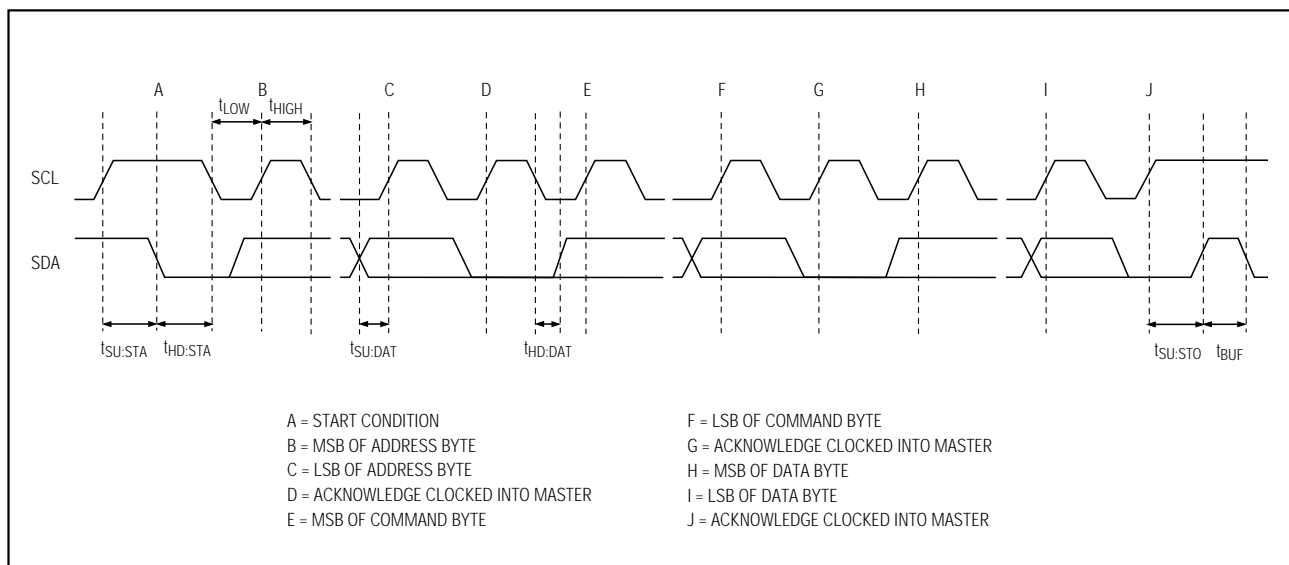 A B C D E F G H I J
tLOW tHIGH
SCL
SDA
tSU:STA tHD:STA tSU:DAT tHD:DAT tSU:STO tBUF
A = START CONDITION
B = MSB OF ADDRESS BYTE
C = LSB OF ADDRESS BYTE
D = ACKNOWLEDGE CLOCKED INTO MASTER
E = MSB OF COMMAND BYTE
F = LSB OF COMMAND BYTE
G = ACKNOWLEDGE CLOCKED INTO MASTER
H = MSB OF DATA BYTE
I = LSB OF DATA BYTE
J = ACKNOWLEDGE CLOCKED INTO MASTER